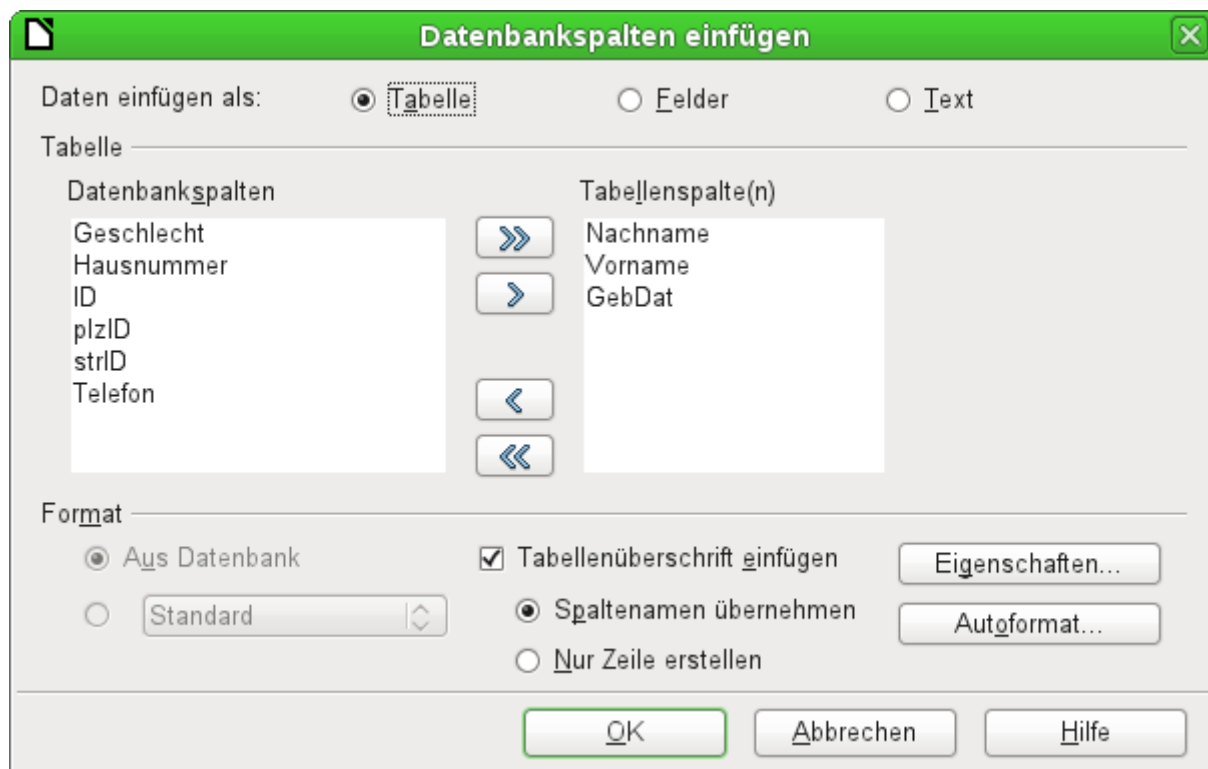 Datenbankspalten einfügen
Daten einfügen als: Tabelle Felder Text
Tabelle
Datenbankspalten
Geschlecht
Hausnummer
ID
plzID
strID
Telefon
Tabellenspalte(n)
Nachname
Vorname
GebDat
Format
Aus Datenbank
Standard
Tabellenüberschrift einfügen
Spaltenamen übernehmen
Nur Zeile erstellen
Eigenschaften...
Autoformat...
OK Abbrechen Hilfe